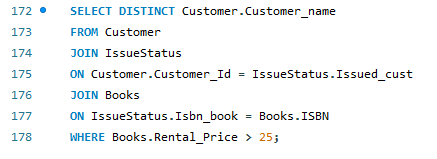 172 SELECT DISTINCT Customer.Customer_name
173 FROM Customer
174 JOIN IssueStatus
175 ON Customer.Customer_Id = IssueStatus.Issued_cust
176 JOIN Books
177 ON IssueStatus.Isbn_book = Books.ISBN
178 WHERE Books.Rental_Price > 25;